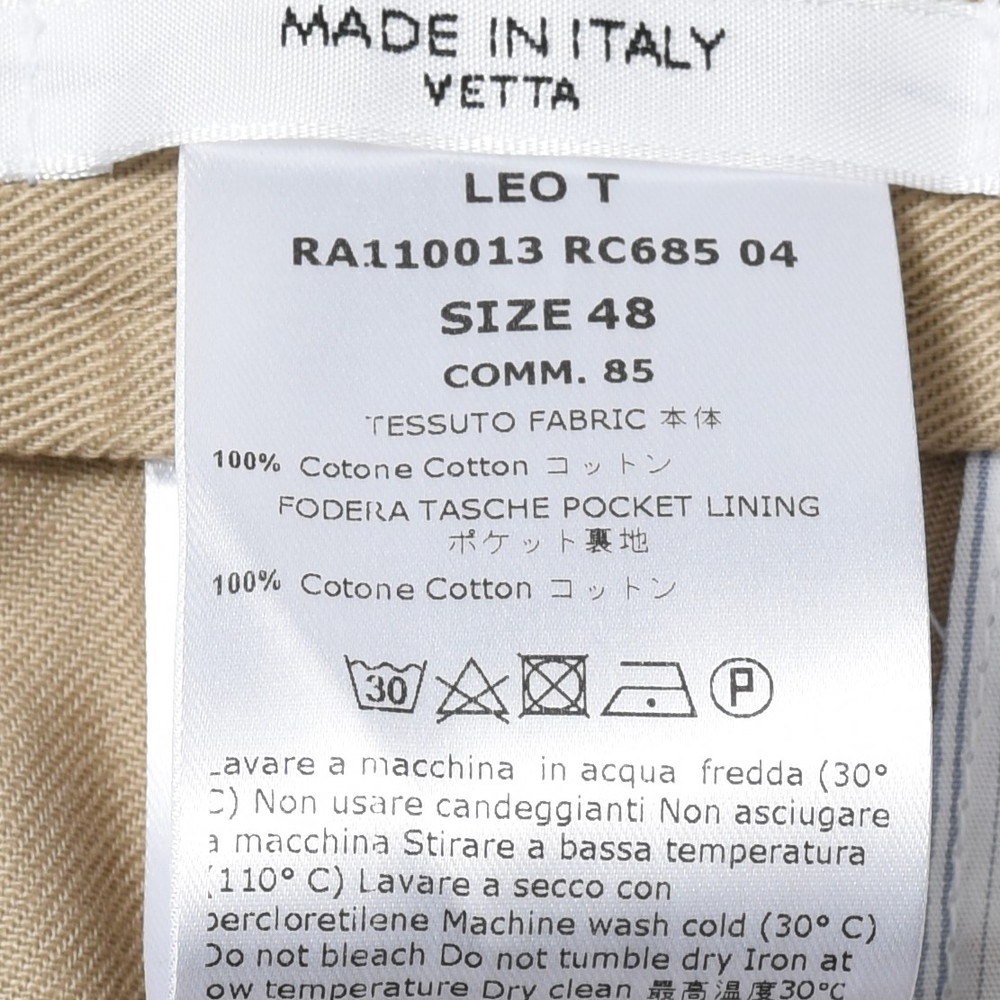 MADE IN ITALY
VETTA
LEO T
RA110013 RC685 04
SIZE 48
COMM. 85
TESSUTO FABRIC 本体
100% Cotone Cotton コットン
FODERA TASCHE POCKET LINING
ポケット裏地
100% Cotone Cotton コットン
30 P
Lavare a macchina in acqua fredda (30°
C) Non usare candeggianti Non asciugare
a macchina Stirare a bassa temperatura
(110° C) Lavare a secco con
percloretilene Machine wash cold (30° C)
Do not bleach Do not tumble dry Iron at
low temperature Dry clean 最高温度30°C